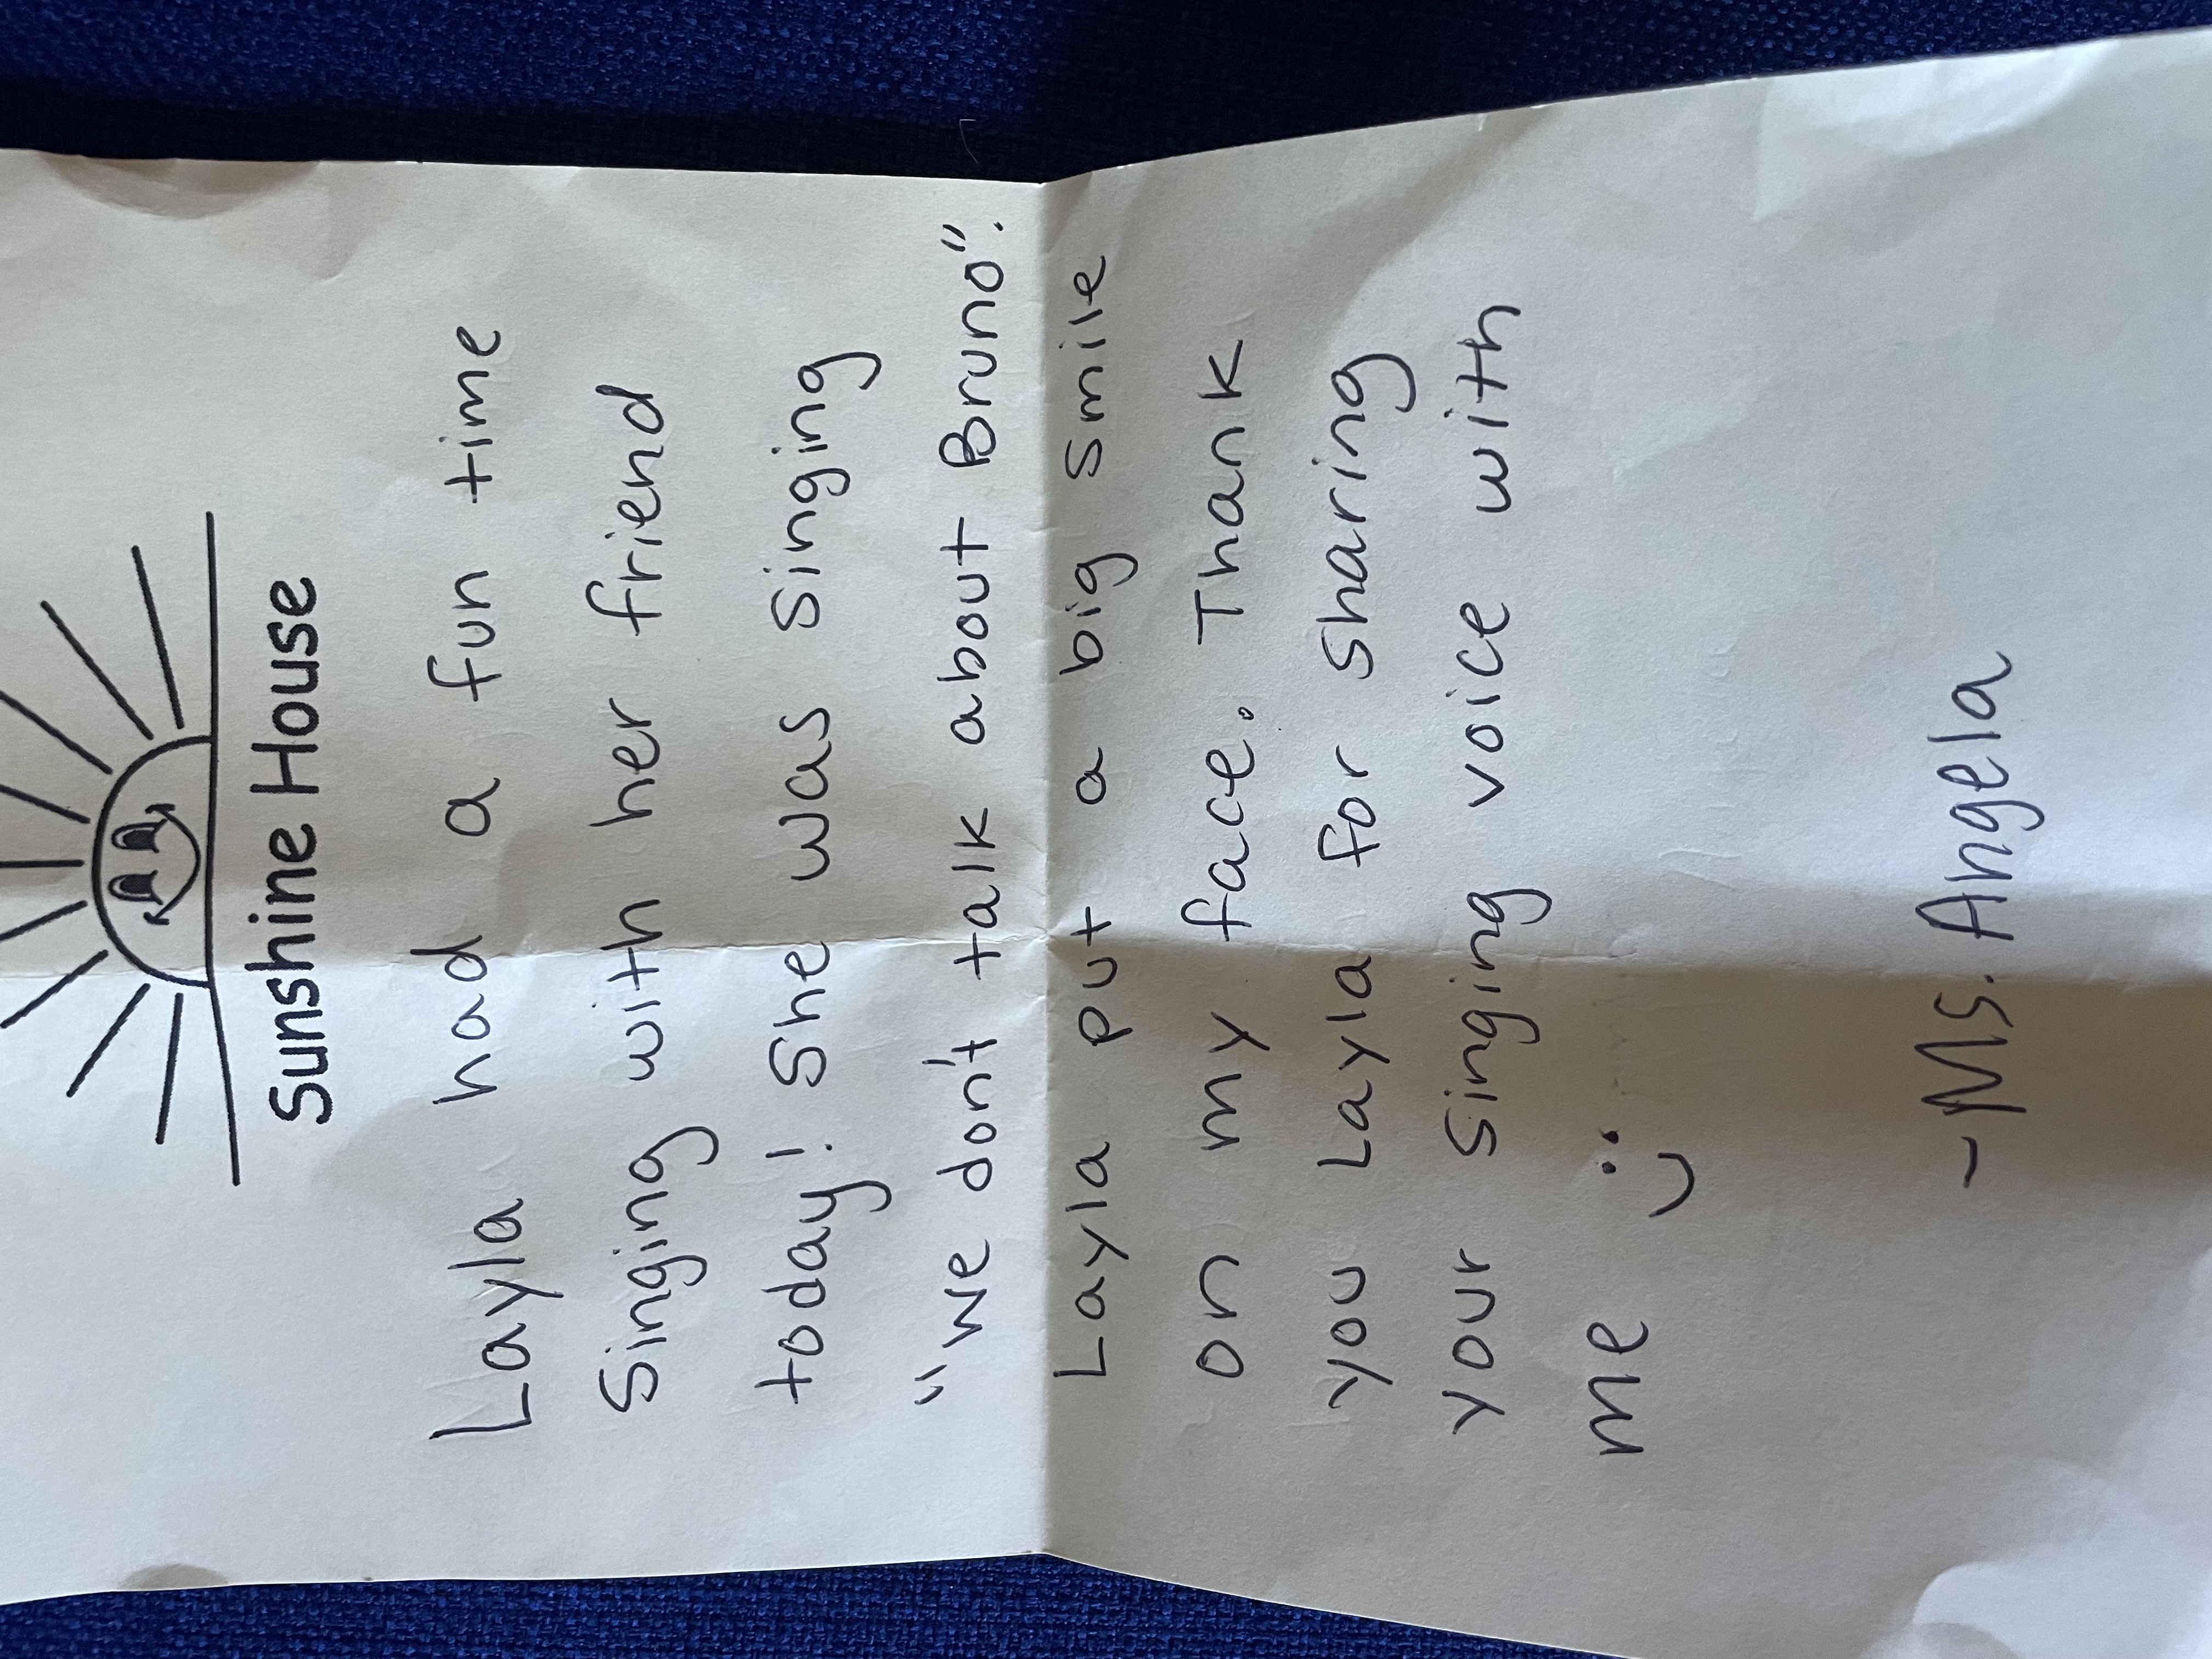 Sunshine House
Layla had a fun time
Singing with her friend
today! She was singing
"We don't talk about Bruno".
Layla put a big smile
on my face. Thank
you Layla for sharing
your singing voice with
me :)
-Ms. Angela